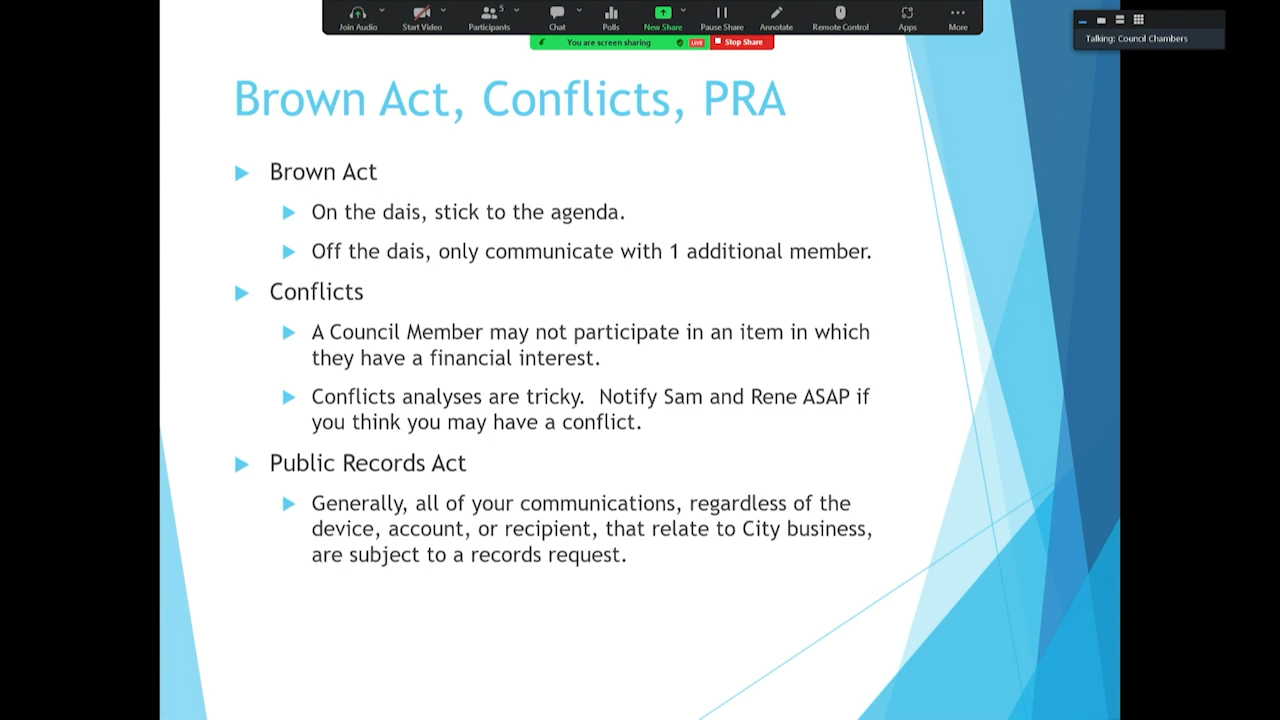 Join Audio
Start Video
Participants
5
Chat
Polls
New Share
Pause Share
Annotate
Remote Control
Apps
More
You are screen sharing
LIVE
Stop Share
Talking: Council Chambers
Brown Act, Conflicts, PRA
Brown Act
On the dais, stick to the agenda.
Off the dais, only communicate with 1 additional member.
Conflicts
A Council Member may not participate in an item in which
they have a financial interest.
Conflicts analyses are tricky.  Notify Sam and Rene ASAP if
you think you may have a conflict.
Public Records Act
Generally, all of your communications, regardless of the
device, account, or recipient, that relate to City business,
are subject to a records request.